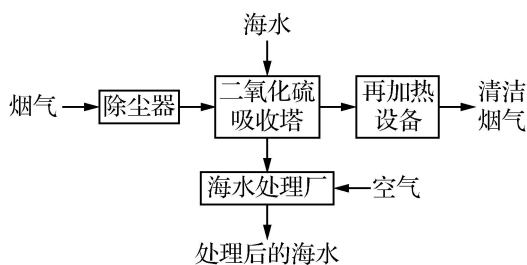 海水
烟气
除尘器
二氧化硫
吸收塔
再加热
设备
清洁
烟气
海水处理厂
空气
处理后的海水